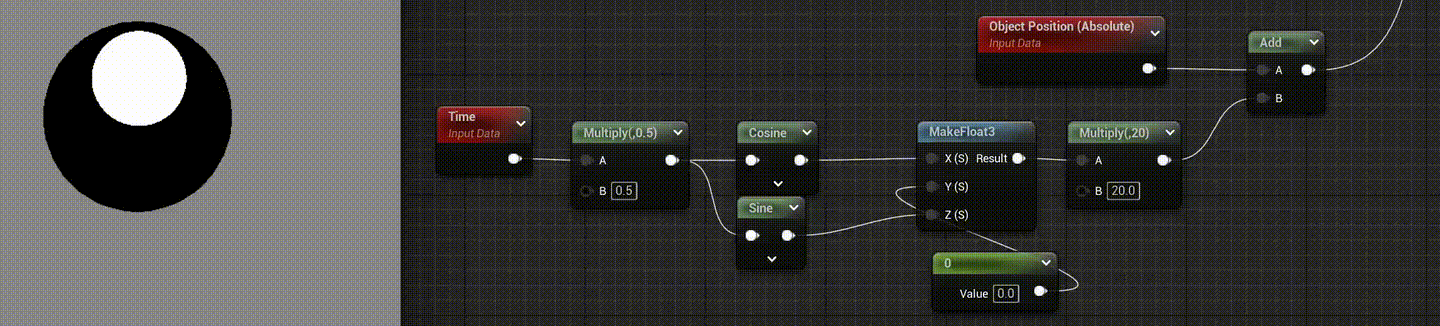 Object Position (Absolute)
Input Data
Add
A
B
Time
Input Data
Multiply(,0.5)
A
B 0.5
Cosine
Sine
MakeFloat3
X (S) Result
Y (S)
Z (S)
Multiply(,20)
A
B 20.0
0
Value 0.0